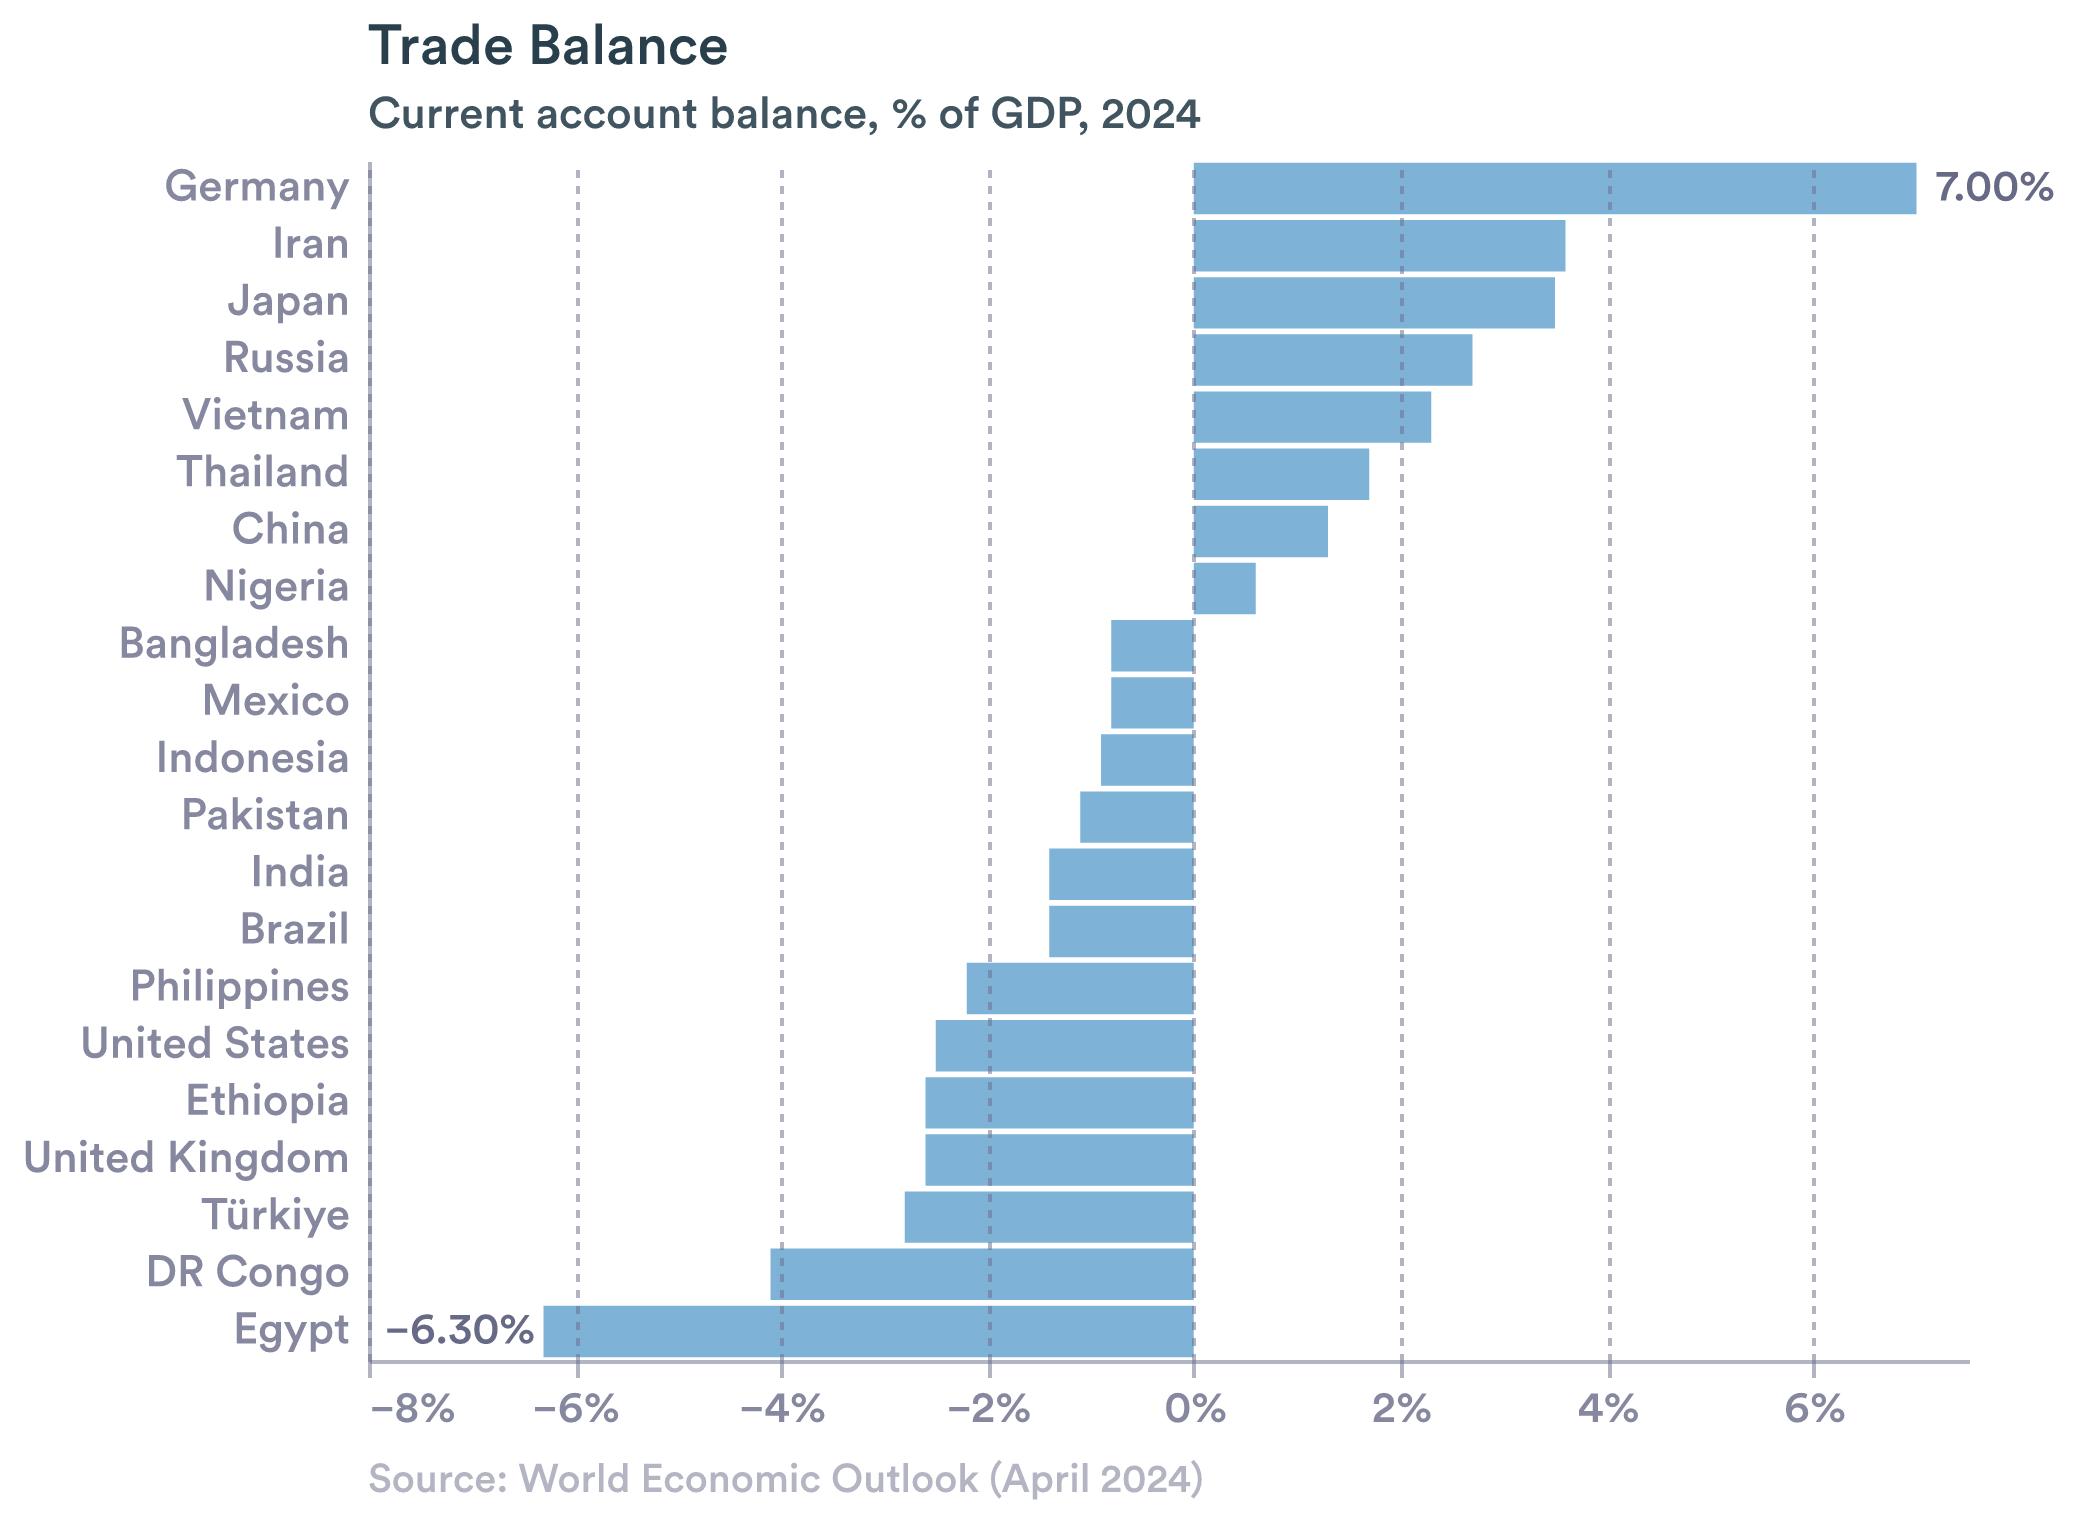 Trade Balance
Current account balance, % of GDP, 2024
Germany 7.00%
Iran
Japan
Russia
Vietnam
Thailand
China
Nigeria
Bangladesh
Mexico
Indonesia
Pakistan
India
Brazil
Philippines
United States
Ethiopia
United Kingdom
Türkiye
DR Congo
Egypt −6.30%
−8% −6% −4% −2% 0% 2% 4% 6%
Source: World Economic Outlook (April 2024)